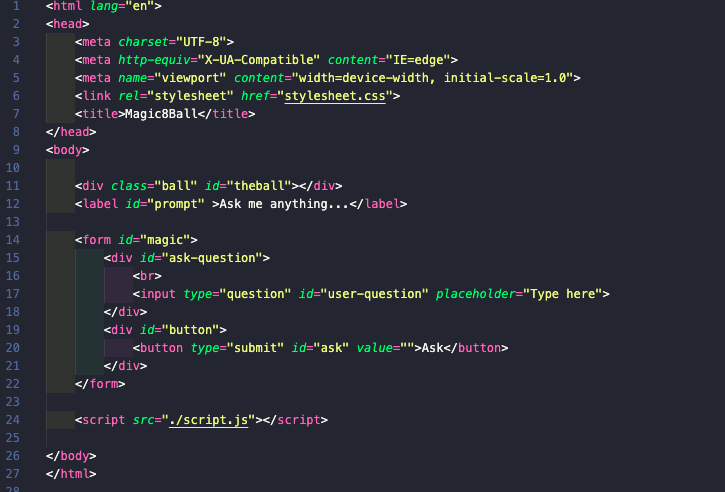 1 <html lang="en">
2 <head>
3 <meta charset="UTF-8">
4 <meta http-equiv="X-UA-Compatible" content="IE=edge">
5 <meta name="viewport" content="width=device-width, initial-scale=1.0">
6 <link rel="stylesheet" href="stylesheet.css">
7 <title>Magic8Ball</title>
8 </head>
9 <body>
10
11 <div class="ball" id="theball"></div>
12 <label id="prompt" >Ask me anything...</label>
13
14 <form id="magic">
15 <div id="ask-question">
16 <br>
17 <input type="question" id="user-question" placeholder="Type here">
18 </div>
19 <div id="button">
20 <button type="submit" id="ask" value="">Ask</button>
21 </div>
22 </form>
23
24 <script src="./script.js"></script>
25
26 </body>
27 </html>
28